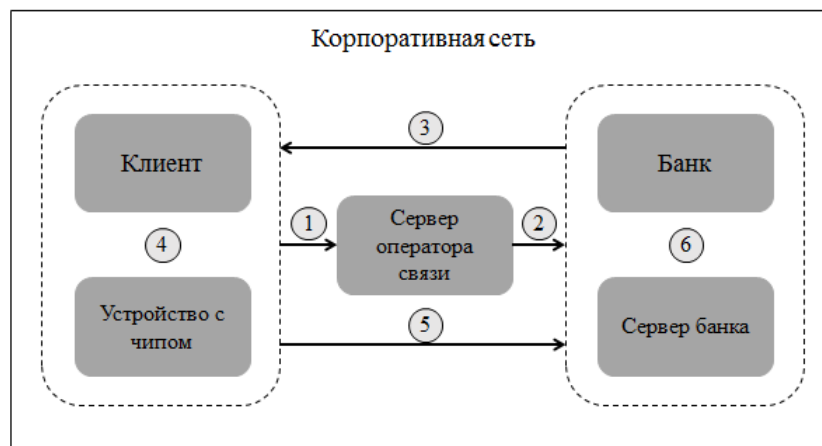 Корпоративная сеть
3
Клиент
Банк
1
Сервер
оператора
связи
2
4
6
Устройство с
чипом
5
Сервер банка